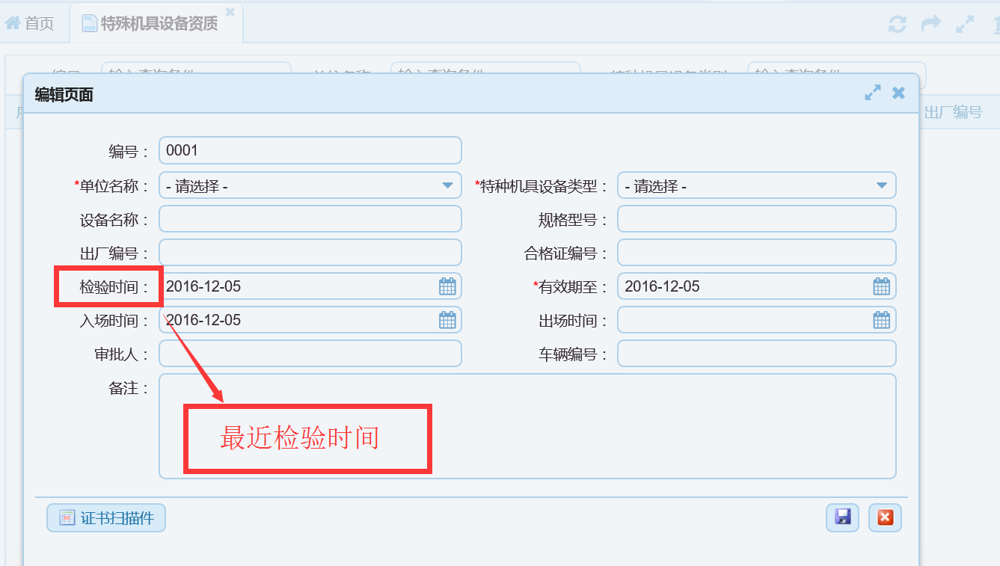 首页
特殊机具设备资质
编辑页面
出厂编号
编号：
0001
*单位名称：
- 请选择 -
*特种机具设备类型：
- 请选择 -
设备名称：
规格型号：
出厂编号：
合格证编号：
检验时间：
2016-12-05
*有效期至：
2016-12-05
入场时间：
2016-12-05
出场时间：
审批人：
车辆编号：
备注：
最近检验时间
证书扫描件